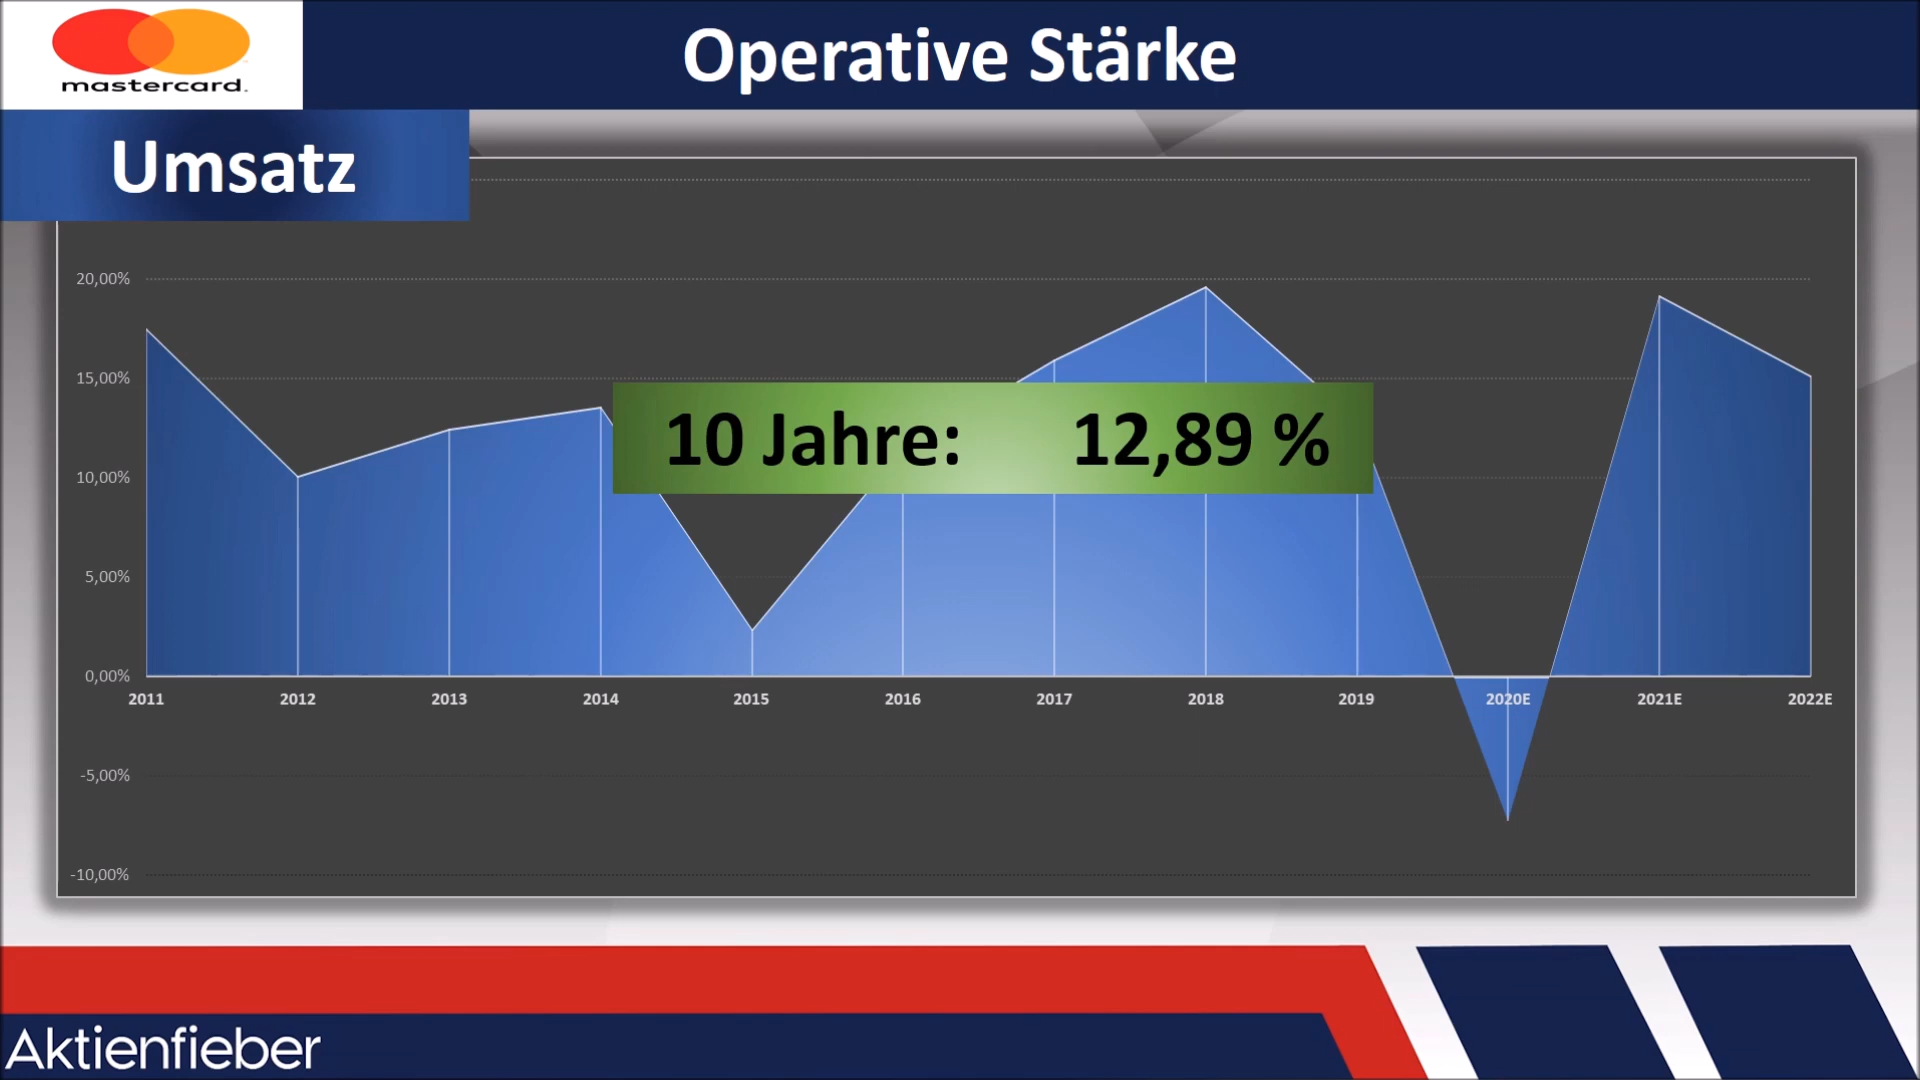 mastercard.
Operative Stärke
Umsatz
20,00%
15,00%
10,00%
5,00%
0,00%
-5,00%
-10,00%
10 Jahre: 12,89 %
2011 2012 2013 2014 2015 2016 2017 2018 2019 2020E 2021E 2022E
Aktienfieber